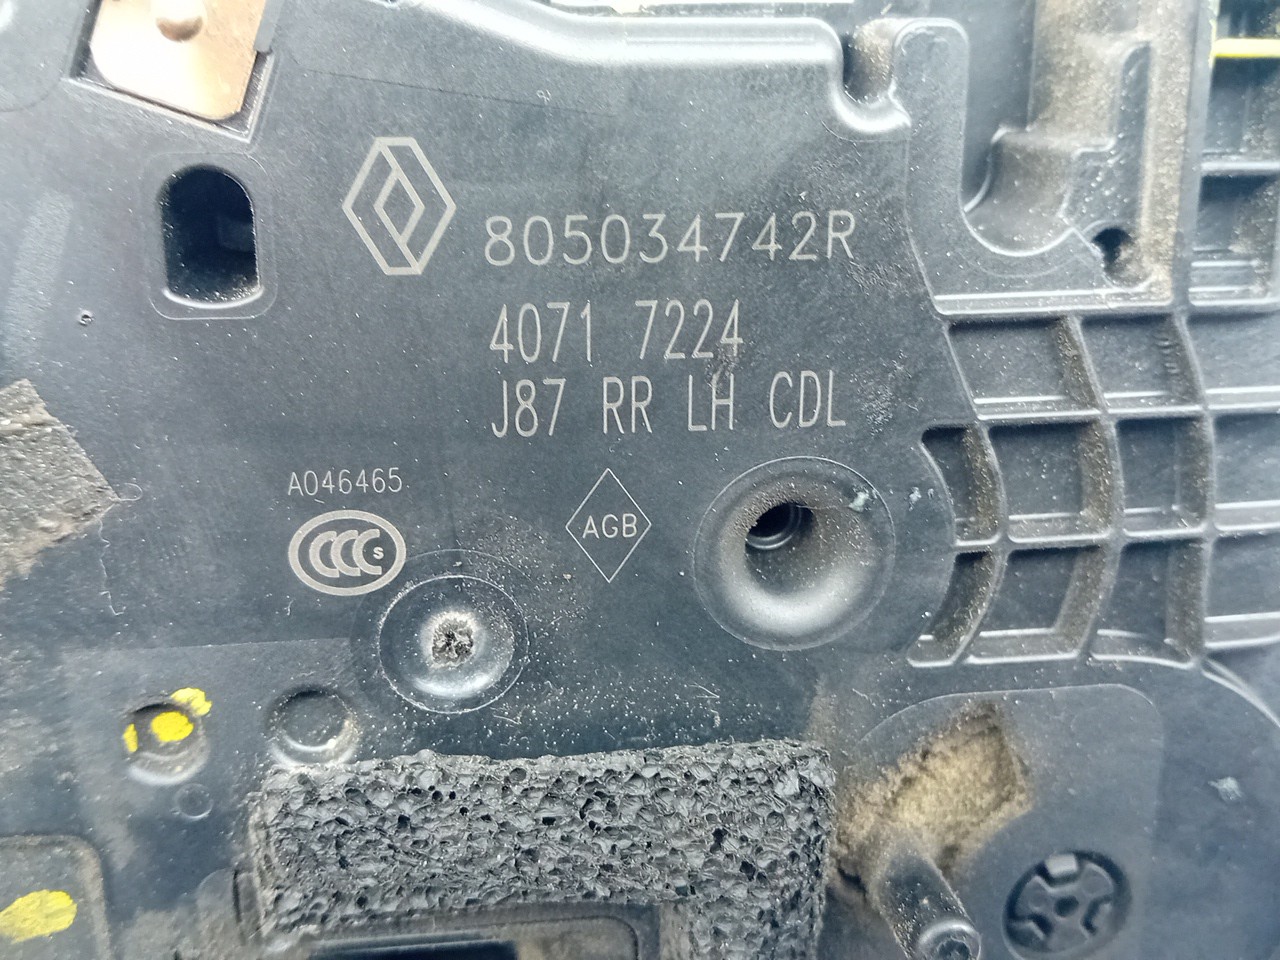 805034742R
4071 7224
J87 RR LH CDL
A046465
CCC S
AGB